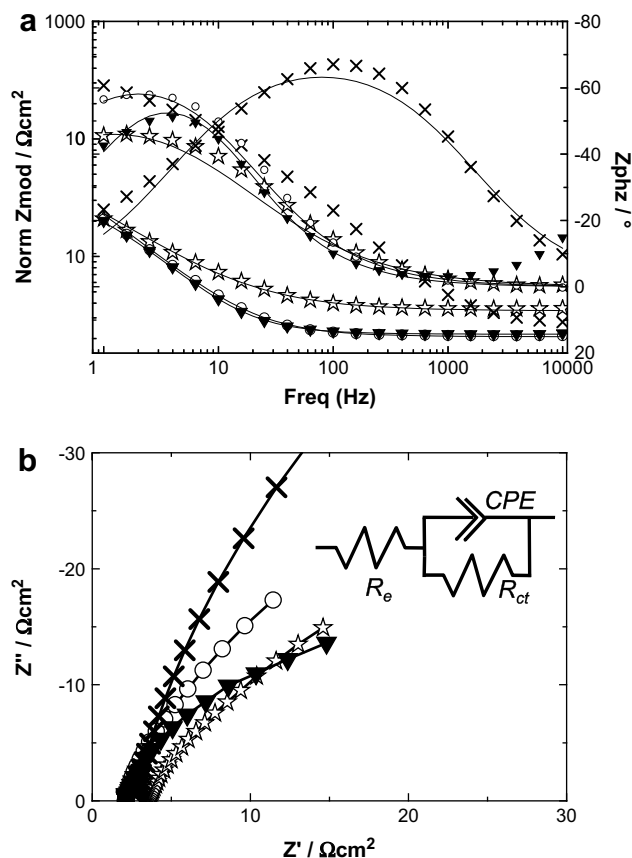 a
1000
100
10
Norm Zmod / Ωcm²
-80
-60
-40
-20
0
20
Zphz / °
1
10
100
1000
10000
Freq (Hz)
b
-30
-20
-10
0
Z'' / Ωcm²
0
10
20
30
Z' / Ωcm²
CPE
Re
Rct